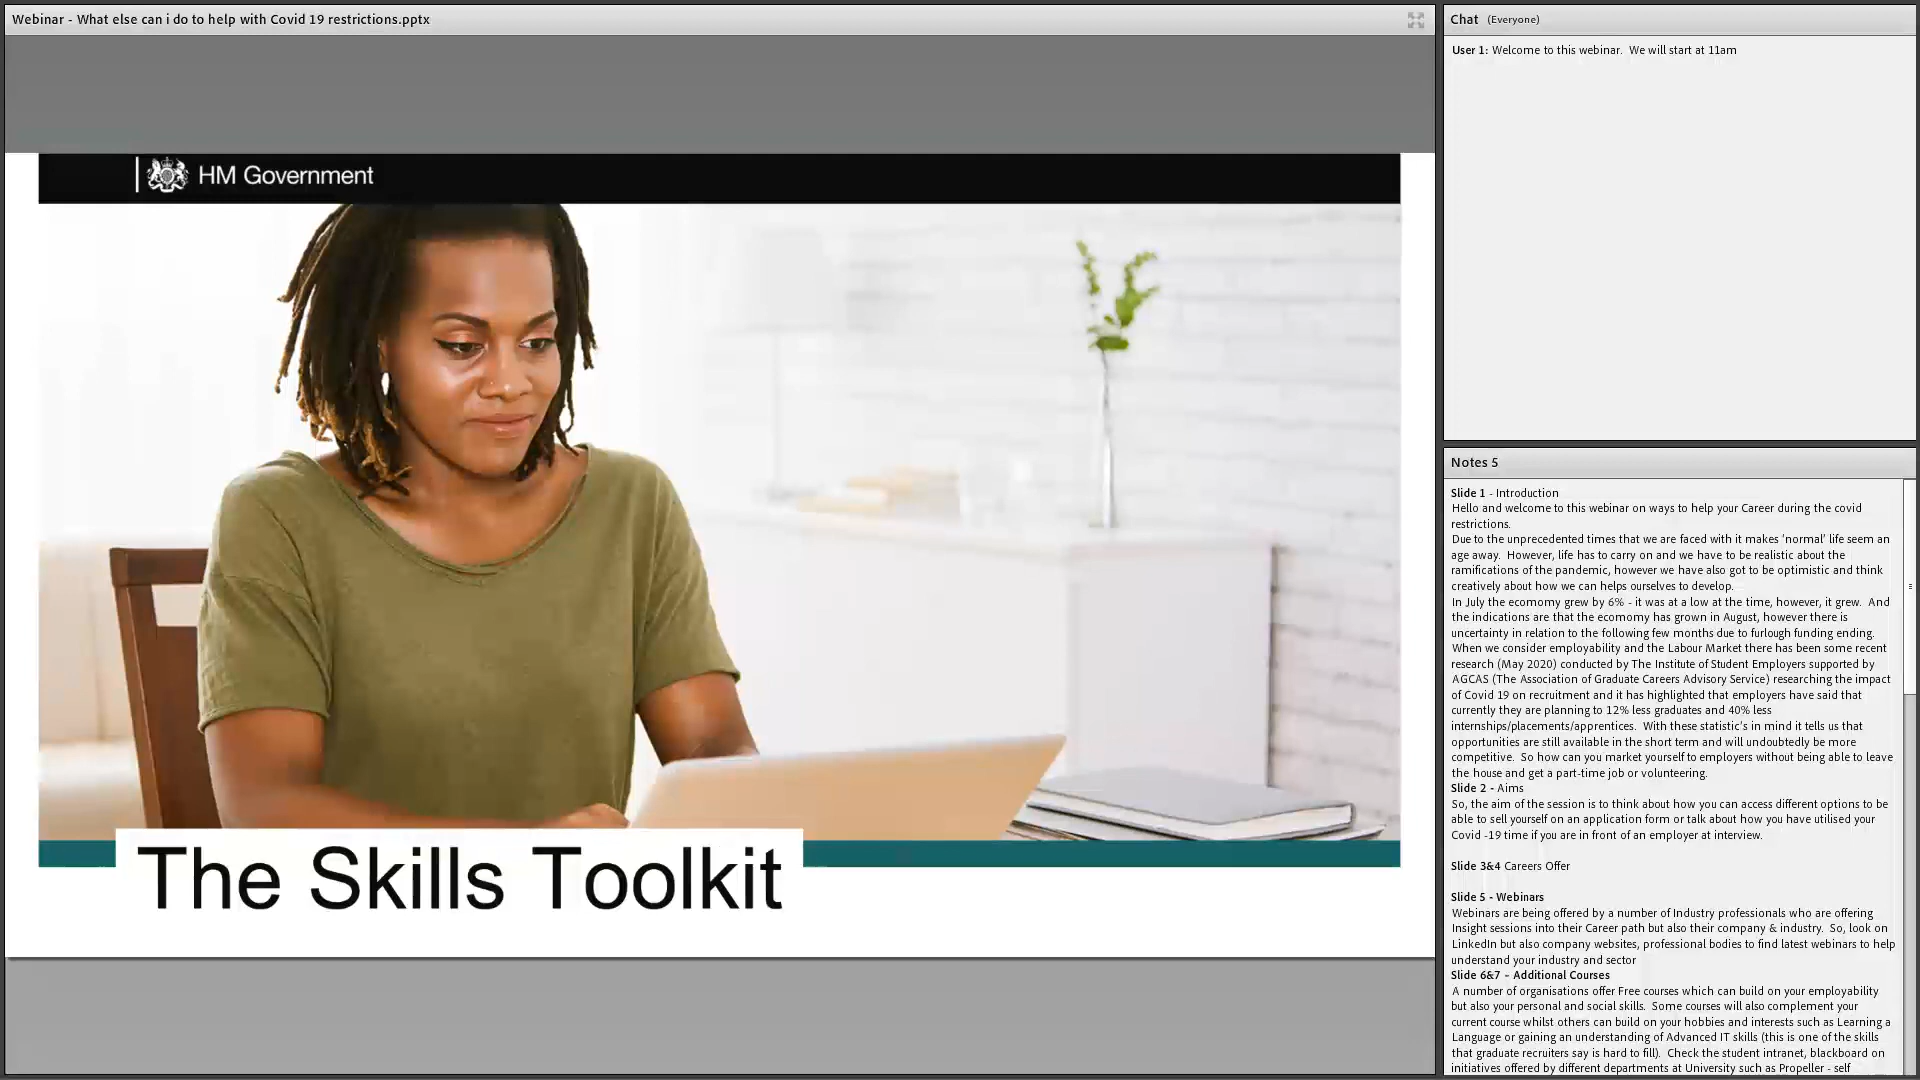 Webinar - What else can i do to help with Covid 19 restrictions.pptx
HM Government
The Skills Toolkit
Chat (Everyone)
User 1: Welcome to this webinar.  We will start at 11am
Notes 5
Slide 1 - Introduction
Hello and welcome to this webinar on ways to help your Career during the covid
restrictions.
Due to the unprecedented times that we are faced with it makes 'normal' life seem an
age away.  However, life has to carry on and we have to be realistic about the
ramifications of the pandemic, however we have also got to be optimistic and think
creatively about how we can helps ourselves to develop.
In July the ecomomy grew by 6% - it was at a low at the time, however, it grew.  And
the indications are that the ecomomy has grown in August, however there is
uncertainty in relation to the following few months due to furlough funding ending.
When we consider employability and the Labour Market there has been some recent
research (May 2020) conducted by The Institute of Student Employers supported by
AGCAS (The Association of Graduate Careers Advisory Service) researching the impact
of Covid 19 on recruitment and it has highlighted that employers have said that
currently they are planning to 12% less graduates and 40% less
internships/placements/apprentices.  With these statistic's in mind it tells us that
opportunities are still available in the short term and will undoubtedly be more
competitive.  So how can you market yourself to employers without being able to leave
the house and get a part-time job or volunteering.
Slide 2 - Aims
So, the aim of the session is to think about how you can access different options to be
able to sell yourself on an application form or talk about how you have utilised your
Covid -19 time if you are in front of an employer at interview.
Slide 3&4 Careers Offer
Slide 5 - Webinars
Webinars are being offered by a number of Industry professionals who are offering
Insight sessions into their Career path but also their company & industry.  So, look on
LinkedIn but also company websites, professional bodies to find latest webinars to help
understand your industry and sector
Slide 6&7 – Additional Courses
A number of organisations offer Free courses which can build on your employability
but also your personal and social skills.  Some courses will also complement your
current course whilst others can build on your hobbies and interests such as Learning a
Language or gaining an understanding of Advanced IT skills (this is one of the skills
that graduate recruiters say is hard to fill).  Check the student intranet, blackboard on
initiatives offered by different departments at University such as Propeller - self